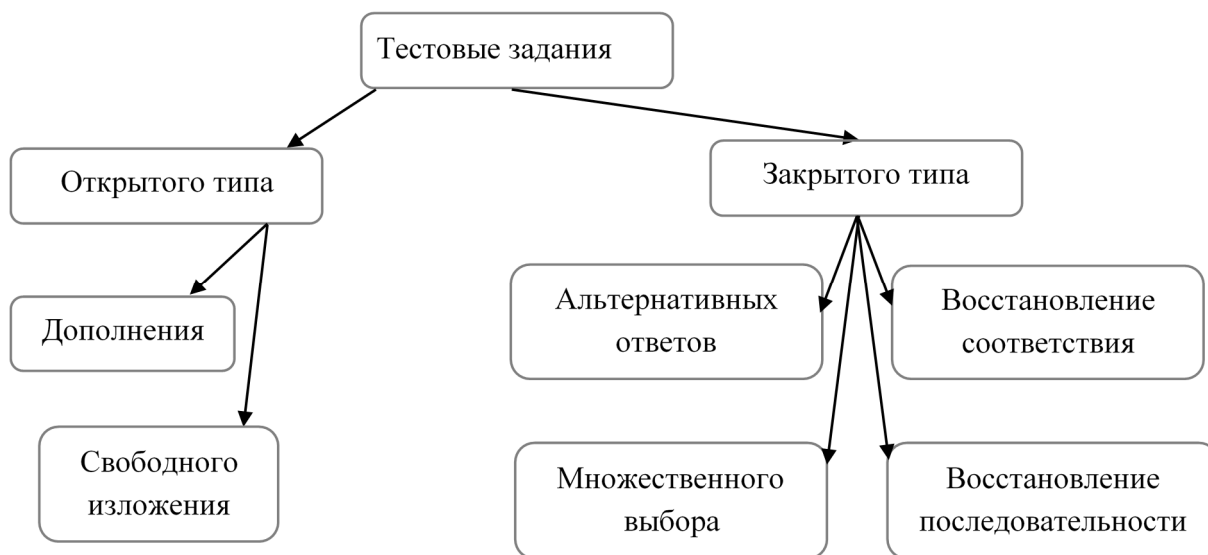 Тестовые задания
Открытого типа
Закрытого типа
Дополнения
Свободного
изложения
Альтернативных
ответов
Восстановление
соответствия
Множественного
выбора
Восстановление
последовательности